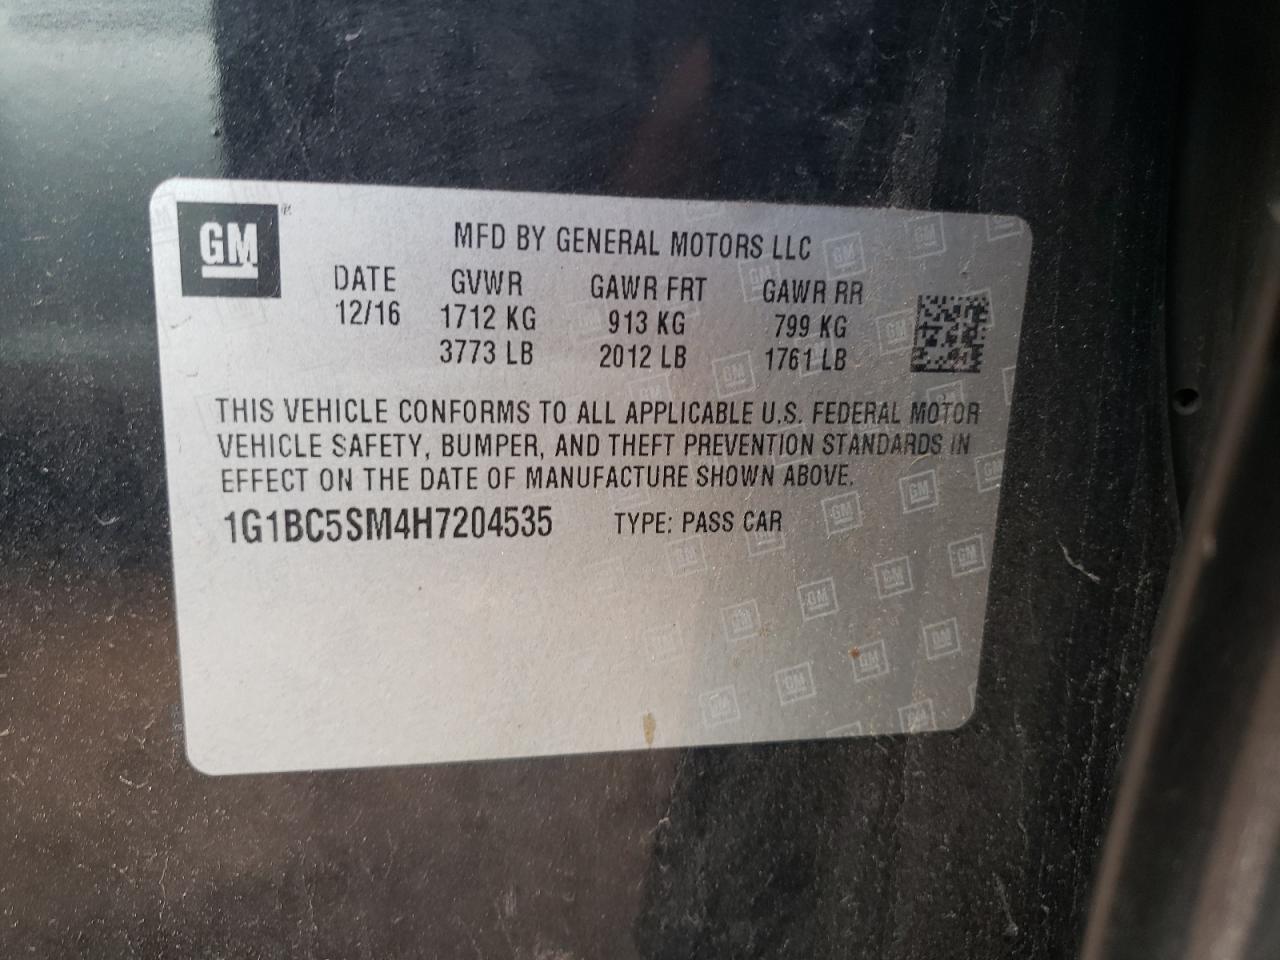 GM
MFD BY GENERAL MOTORS LLC
DATE GVWR GAWR FRT GAWR RR
12/16 1712 KG 913 KG 799 KG
3773 LB 2012 LB 1761 LB
THIS VEHICLE CONFORMS TO ALL APPLICABLE U.S. FEDERAL MOTOR
VEHICLE SAFETY, BUMPER, AND THEFT PREVENTION STANDARDS IN
EFFECT ON THE DATE OF MANUFACTURE SHOWN ABOVE.
1G1BC5SM4H7204535 TYPE: PASS CAR